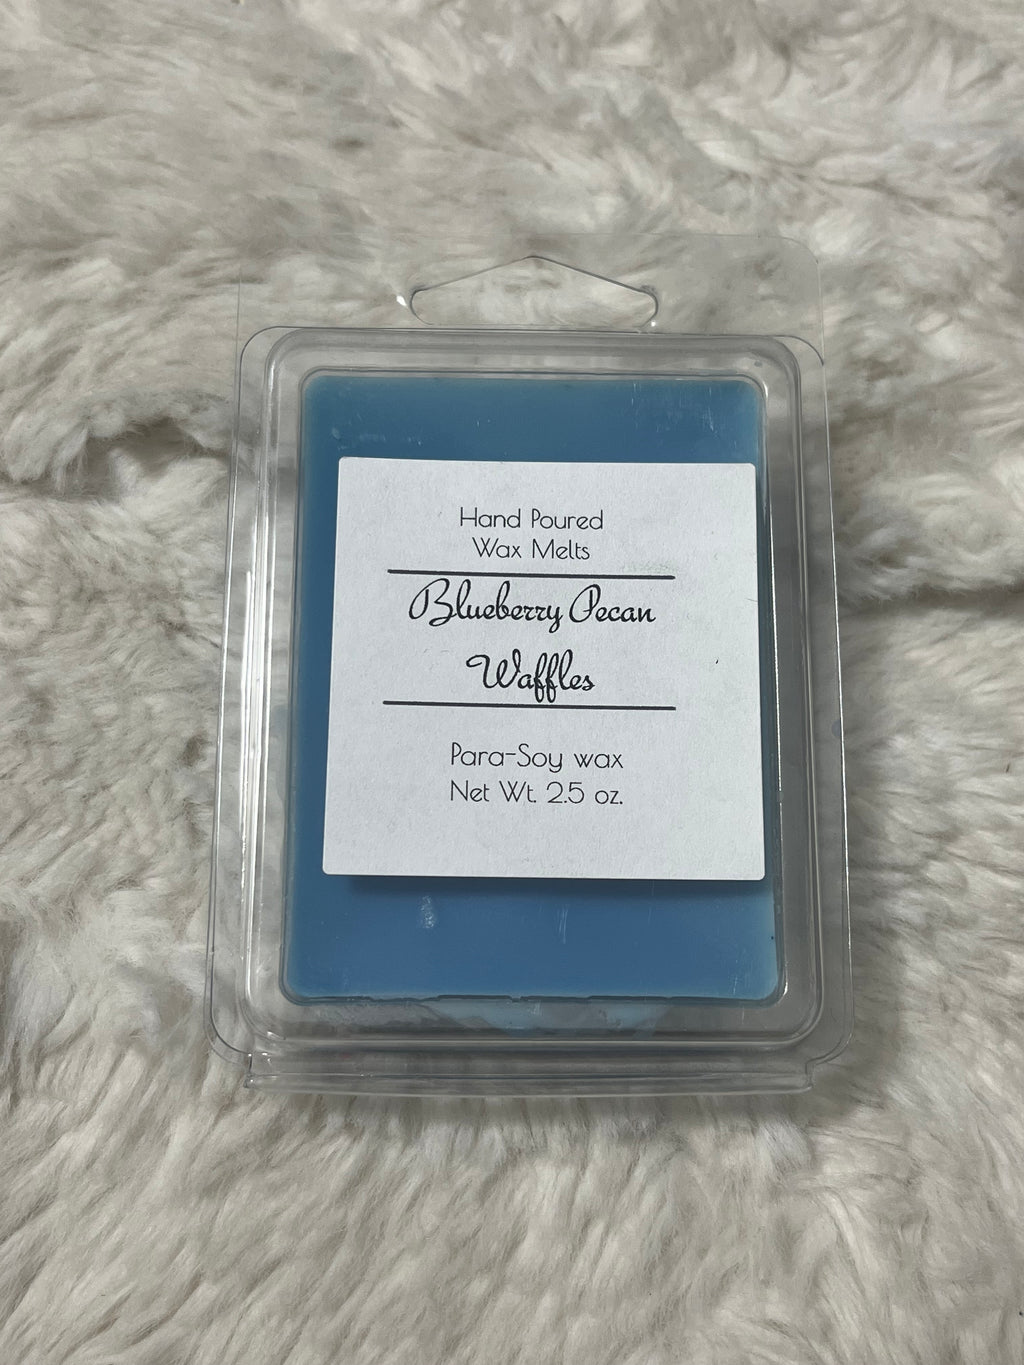 Hand Poured
Wax Melts
Blueberry Pecan
Waffles
Para-Soy wax
Net Wt. 2.5 oz.